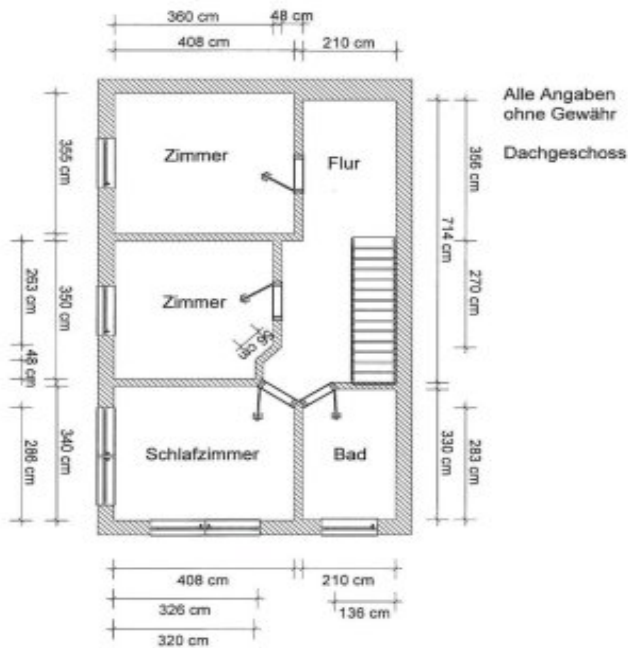 360 cm
48 cm
408 cm
210 cm
Alle Angaben
ohne Gewähr
Dachgeschoss
355 cm
Zimmer
Flur
356 cm
714 cm
263 cm
350 cm
Zimmer
56 cm
270 cm
48 cm
286 cm
340 cm
Schlafzimmer
Bad
330 cm
283 cm
408 cm
210 cm
326 cm
136 cm
320 cm